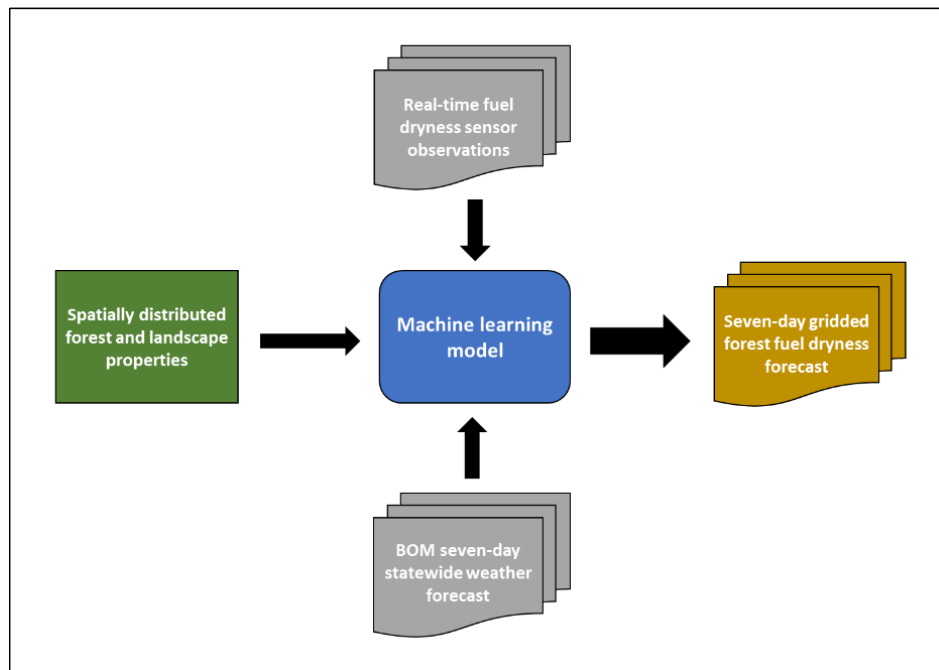 Real-time fuel
dryness sensor
observations
Spatially distributed
forest and landscape
properties
Machine learning
model
Seven-day gridded
forest fuel dryness
forecast
BOM seven-day
statewide weather
forecast